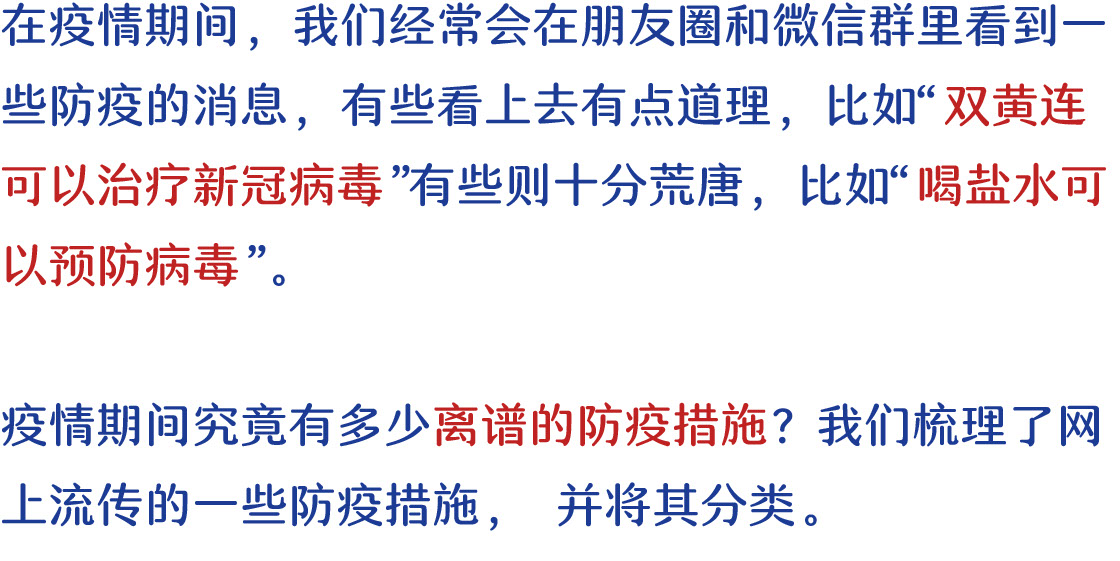 在疫情期间，我们经常会在朋友圈和微信群里看到一
些防疫的消息，有些看上去有点道理，比如“双黄连
可以治疗新冠病毒”有些则十分荒唐，比如“喝盐水可
以预防病毒”。
疫情期间究竟有多少离谱的防疫措施？我们梳理了网
上流传的一些防疫措施， 并将其分类。